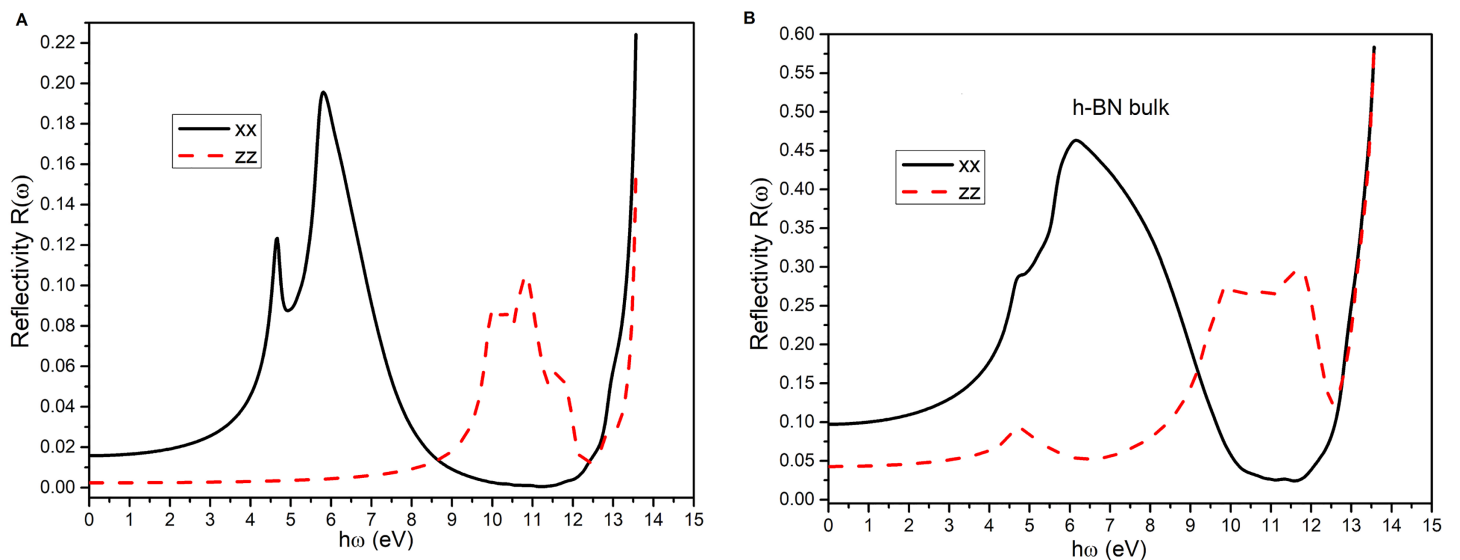 A
Reflectivity R(ω)
0.22
0.20
0.18
0.16
0.14
0.12
0.10
0.08
0.06
0.04
0.02
0.00
xx
zz
0 1 2 3 4 5 6 7 8 9 10 11 12 13 14 15
hω (eV)
B
Reflectivity R(ω)
0.60
0.55
0.50
0.45
0.40
0.35
0.30
0.25
0.20
0.15
0.10
0.05
0.00
h-BN bulk
xx
zz
0 1 2 3 4 5 6 7 8 9 10 11 12 13 14 15
hω (eV)